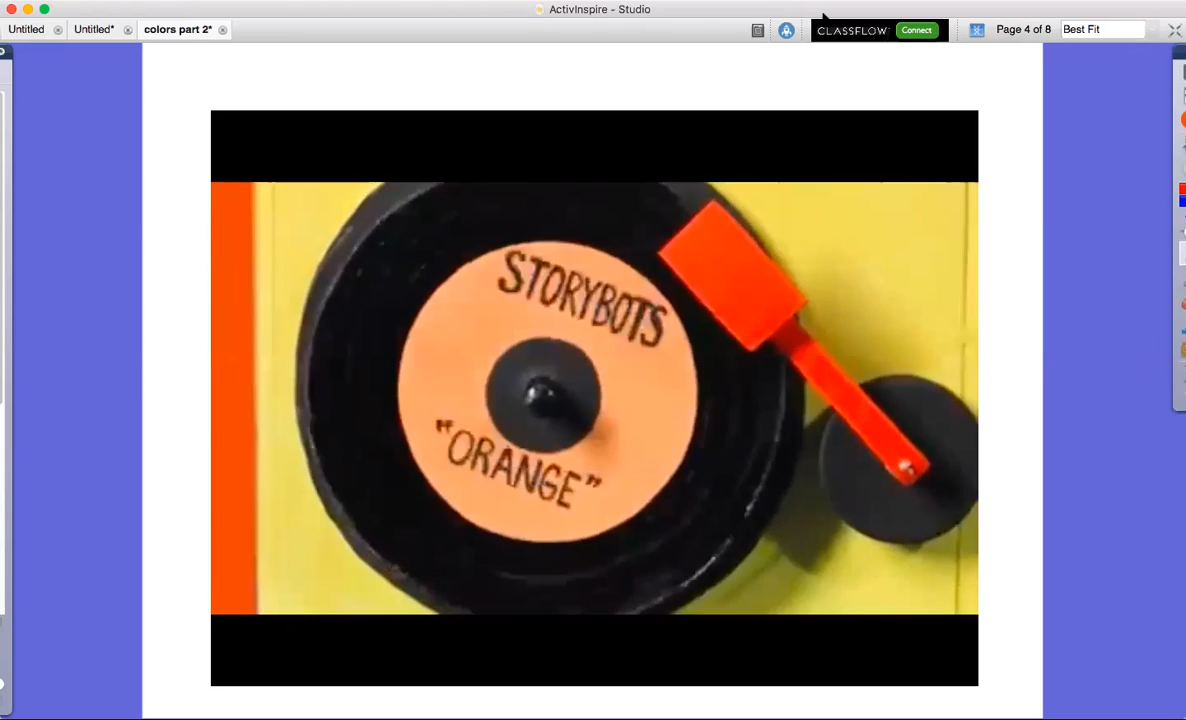 ActivInspire - Studio
Untitled
Untitled*
colors part 2*
CLASSFLOW
Connect
Page 4 of 8
Best Fit
STORYBOTS
"ORANGE"